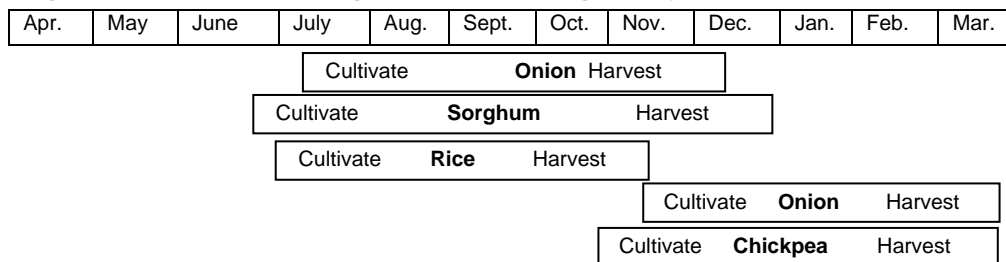 Apr. May June July Aug. Sept. Oct. Nov. Dec. Jan. Feb. Mar.
Cultivate Onion Harvest
Cultivate Sorghum Harvest
Cultivate Rice Harvest
Cultivate Onion Harvest
Cultivate Chickpea Harvest